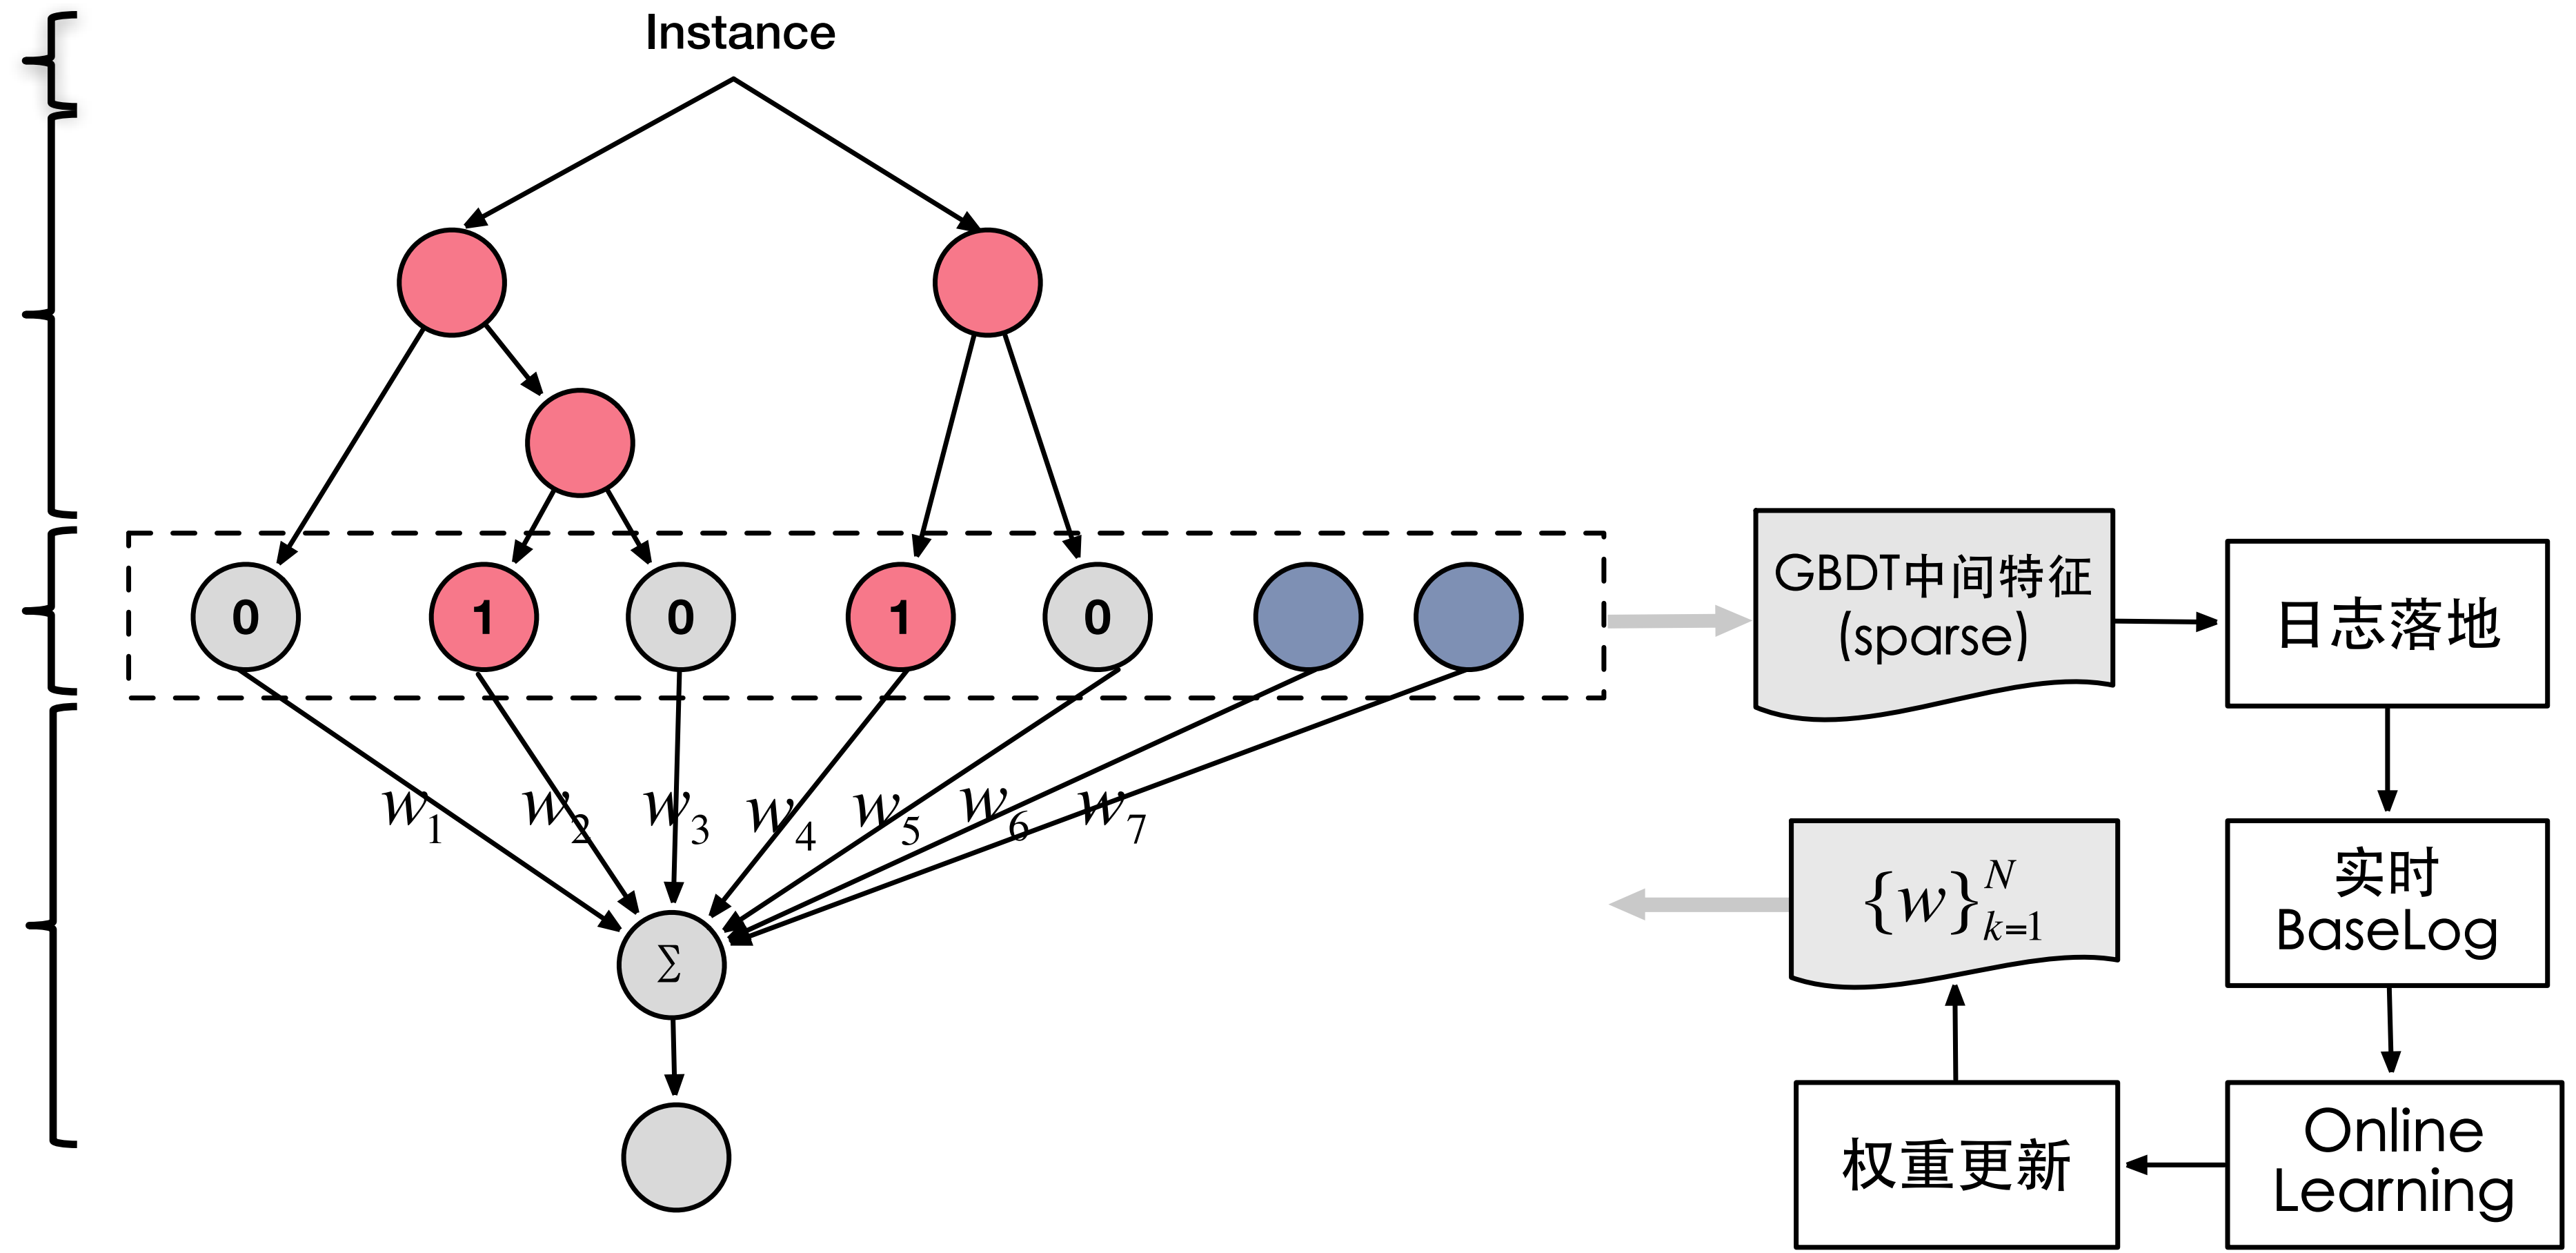 Instance
0 1 0 1 0
GBDT中间特征
(sparse)
日志落地
w₁ w₂ w₃ w₄ w₅ w₆ w₇
{w}ᴺₖ₌₁
实时
BaseLog
Σ
权重更新
Online
Learning